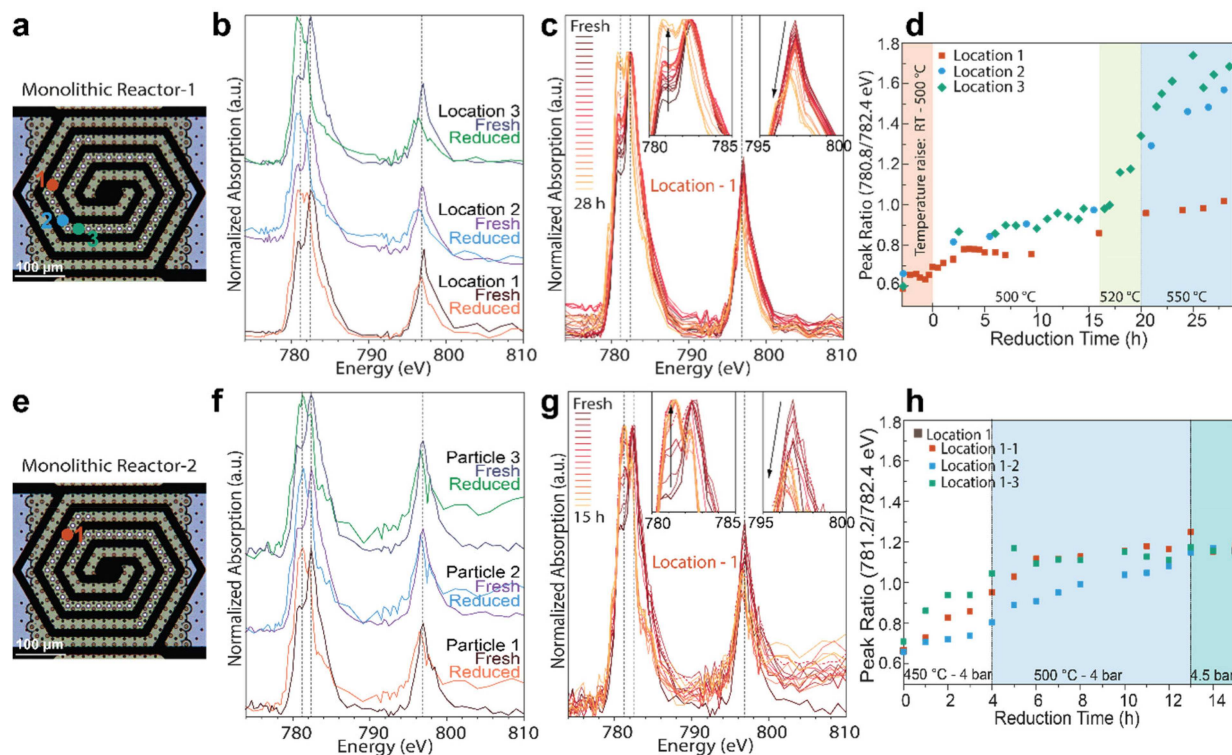 a
Monolithic Reactor-1
1
2
3
100 µm
b
Normalized Absorption (a.u.)
Location 3
Fresh
Reduced
Location 2
Fresh
Reduced
Location 1
Fresh
Reduced
780 790 800 810
Energy (eV)
c
Normalized Absorption (a.u.)
Fresh
28 h
780 785
795 800
Location - 1
780 790 800 810
Energy (eV)
d
Peak Ratio (780.8/782.4 eV)
1.8
1.6
1.4
1.2
1.0
0.8
0.6
Temperature raise: RT - 500 °C
Location 1
Location 2
Location 3
500 °C
520 °C
550 °C
0 5 10 15 20 25
Reduction Time (h)
e
Monolithic Reactor-2
1
100 µm
f
Normalized Absorption (a.u.)
Particle 3
Fresh
Reduced
Particle 2
Fresh
Reduced
Particle 1
Fresh
Reduced
780 790 800 810
Energy (eV)
g
Normalized Absorption (a.u.)
Fresh
15 h
780 785
795 800
Location - 1
780 790 800 810
Energy (eV)
h
Peak Ratio (781.2/782.4 eV)
1.8
1.6
1.4
1.2
1.0
0.8
0.6
Location 1
Location 1-1
Location 1-2
Location 1-3
450 °C - 4 bar
500 °C - 4 bar
4.5 bar
0 2 4 6 8 10 12 14
Reduction Time (h)